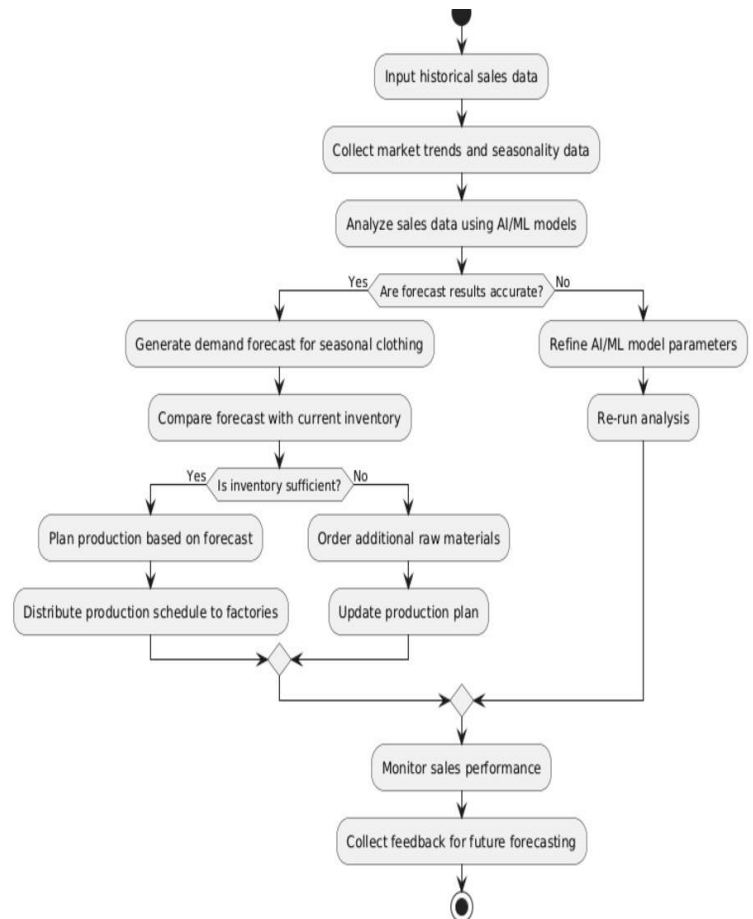 Input historical sales data
Collect market trends and seasonality data
Analyze sales data using AI/ML models
Yes
Are forecast results accurate?
No
Generate demand forecast for seasonal clothing
Refine AI/ML model parameters
Compare forecast with current inventory
Re-run analysis
Yes
Is inventory sufficient?
No
Plan production based on forecast
Order additional raw materials
Distribute production schedule to factories
Update production plan
Monitor sales performance
Collect feedback for future forecasting